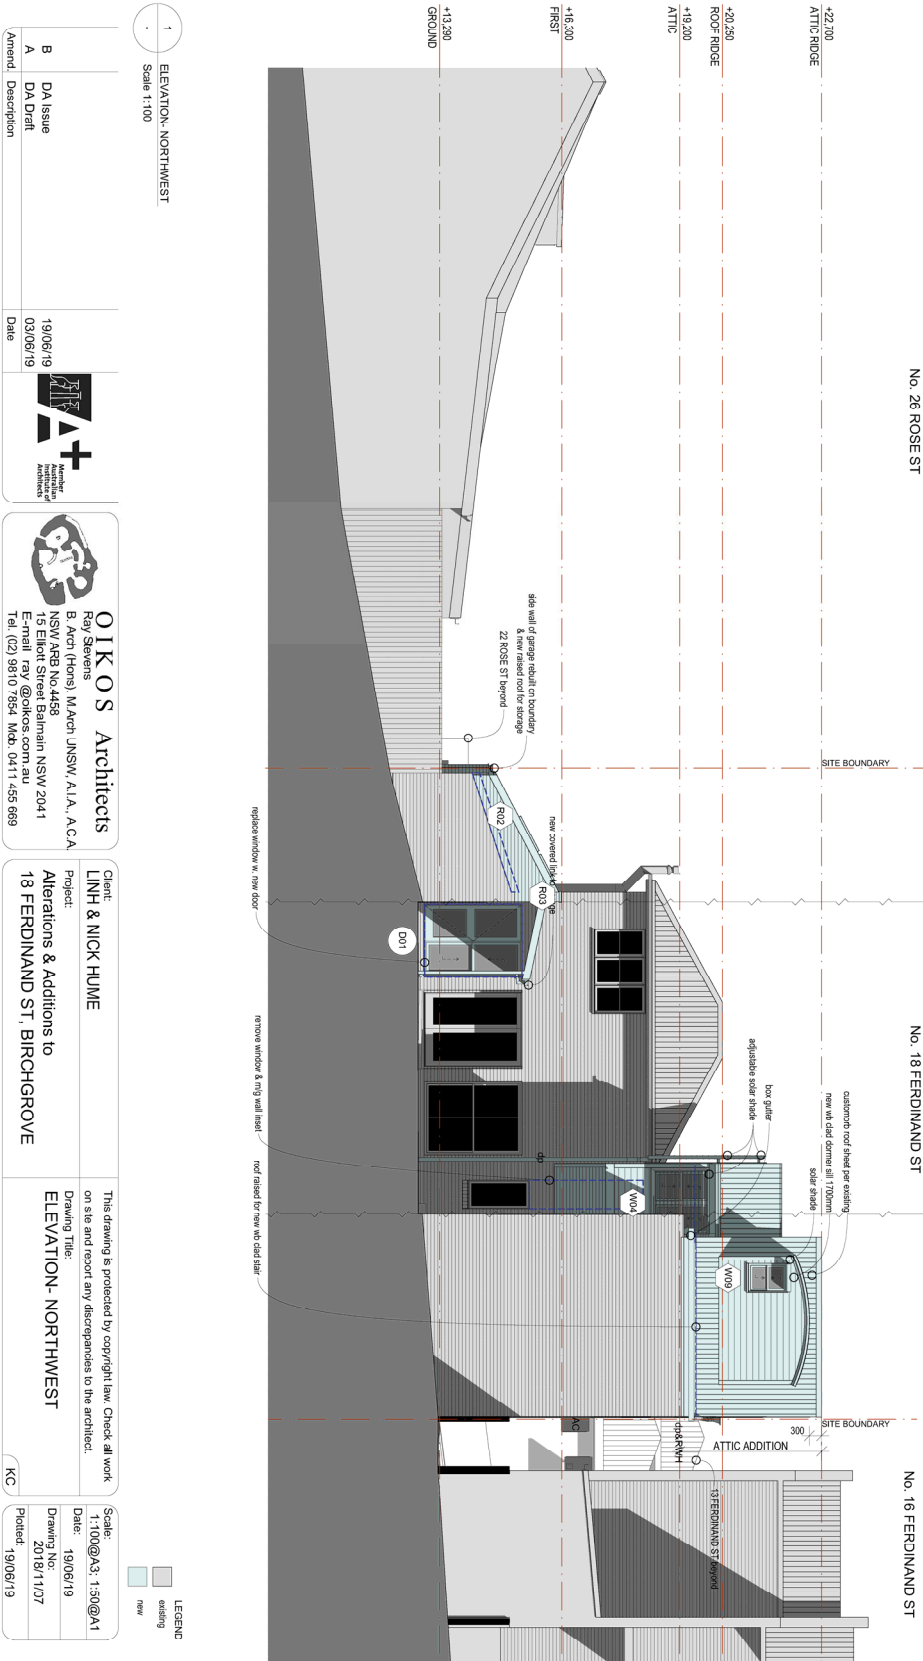 No. 26 ROSE ST
No. 18 FERDINAND ST
No. 16 FERDINAND ST
+22,700
ATTIC RIDGE
+20,250
ROOF RIDGE
+19,200
ATTIC
+16,300
FIRST
+13,290
GROUND
SITE BOUNDARY
SITE BOUNDARY
side wall of garage rebuilt on boundary
& new raised roof for storage
22 ROSE ST beyond
new covered link
R02
R03
D01
W04
W09
customorb roof sheet per existing
new wb clad dormer sill 1700mm
solar shade
box gutter
adjustable solar shade
300
ATTIC ADDITION
dp
AC
dp&RWH
13 FERDINAND ST beyond
replace window w. new door
remove window & m/g wall inset
roof raised for new wb clad stair
1
ELEVATION- NORTHWEST
Scale 1:100
LEGEND
existing
new
B DA Issue 19/06/19
A DA Draft 03/06/19
Amend. Description Date
A+
Member
Australian
Institute of
Architects
OIKOS Architects
Ray Stevens
B. Arch (Hons). M.Arch UNSW, A.I.A., A.C.A.
NSW ARB No.4458
15 Elliott Street Balmain NSW 2041
E-mail ray @oikos.com.au
Tel. (02) 9810 7854 Mob. 0411 455 669
Client:
LINH & NICK HUME
Project:
Alterations & Additions to
18 FERDINAND ST, BIRCHGROVE
This drawing is protected by copyright law. Check all work
on site and report any discrepancies to the architect.
Drawing Title:
ELEVATION- NORTHWEST
KC
Scale:
1:100@A3; 1:50@A1
Date:
19/06/19
Drawing No:
2018/11/07
Plotted:
19/06/19